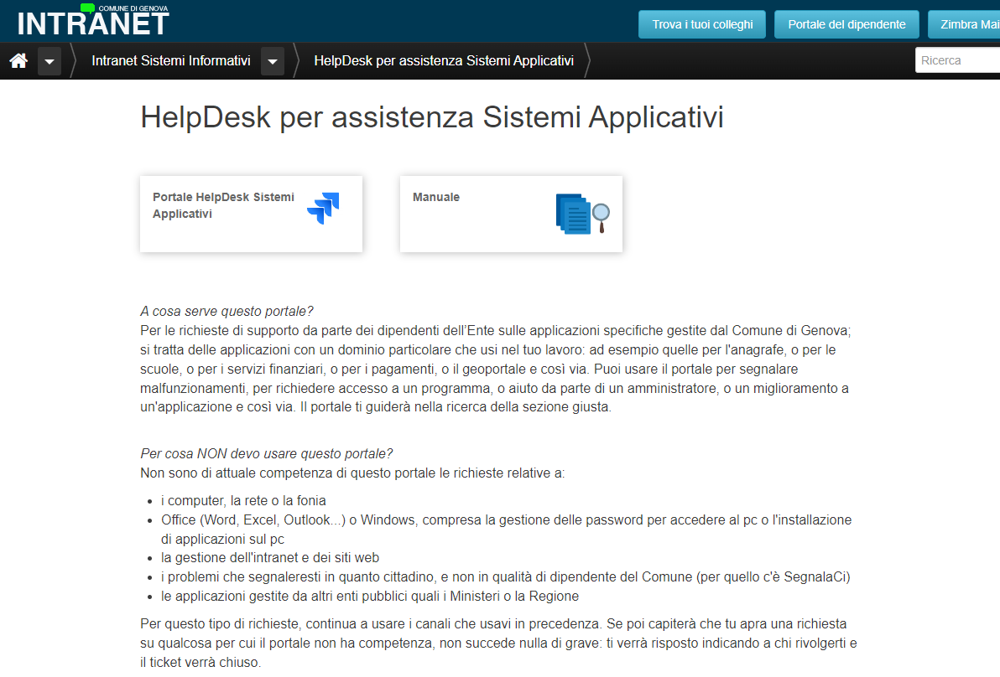 COMUNE DI GENOVA
INTRANET
Trova i tuoi colleghi
Portale del dipendente
Zimbra Mai
Intranet Sistemi Informativi
HelpDesk per assistenza Sistemi Applicativi
Ricerca
HelpDesk per assistenza Sistemi Applicativi
Portale HelpDesk Sistemi
Applicativi
Manuale
A cosa serve questo portale?
Per le richieste di supporto da parte dei dipendenti dell’Ente sulle applicazioni specifiche gestite dal Comune di Genova;
si tratta delle applicazioni con un dominio particolare che usi nel tuo lavoro: ad esempio quelle per l'anagrafe, o per le
scuole, o per i servizi finanziari, o per i pagamenti, o il geoportale e così via. Puoi usare il portale per segnalare
malfunzionamenti, per richiedere accesso a un programma, o aiuto da parte di un amministratore, o un miglioramento a
un'applicazione e così via. Il portale ti guiderà nella ricerca della sezione giusta.
Per cosa NON devo usare questo portale?
Non sono di attuale competenza di questo portale le richieste relative a:
• i computer, la rete o la fonia
• Office (Word, Excel, Outlook...) o Windows, compresa la gestione delle password per accedere al pc o l'installazione
di applicazioni sul pc
• la gestione dell'intranet e dei siti web
• i problemi che segnaleresti in quanto cittadino, e non in qualità di dipendente del Comune (per quello c'è SegnalaCi)
• le applicazioni gestite da altri enti pubblici quali i Ministeri o la Regione
Per questo tipo di richieste, continua a usare i canali che usavi in precedenza. Se poi capiterà che tu apra una richiesta
su qualcosa per cui il portale non ha competenza, non succede nulla di grave: ti verrà risposto indicando a chi rivolgerti e
il ticket verrà chiuso.